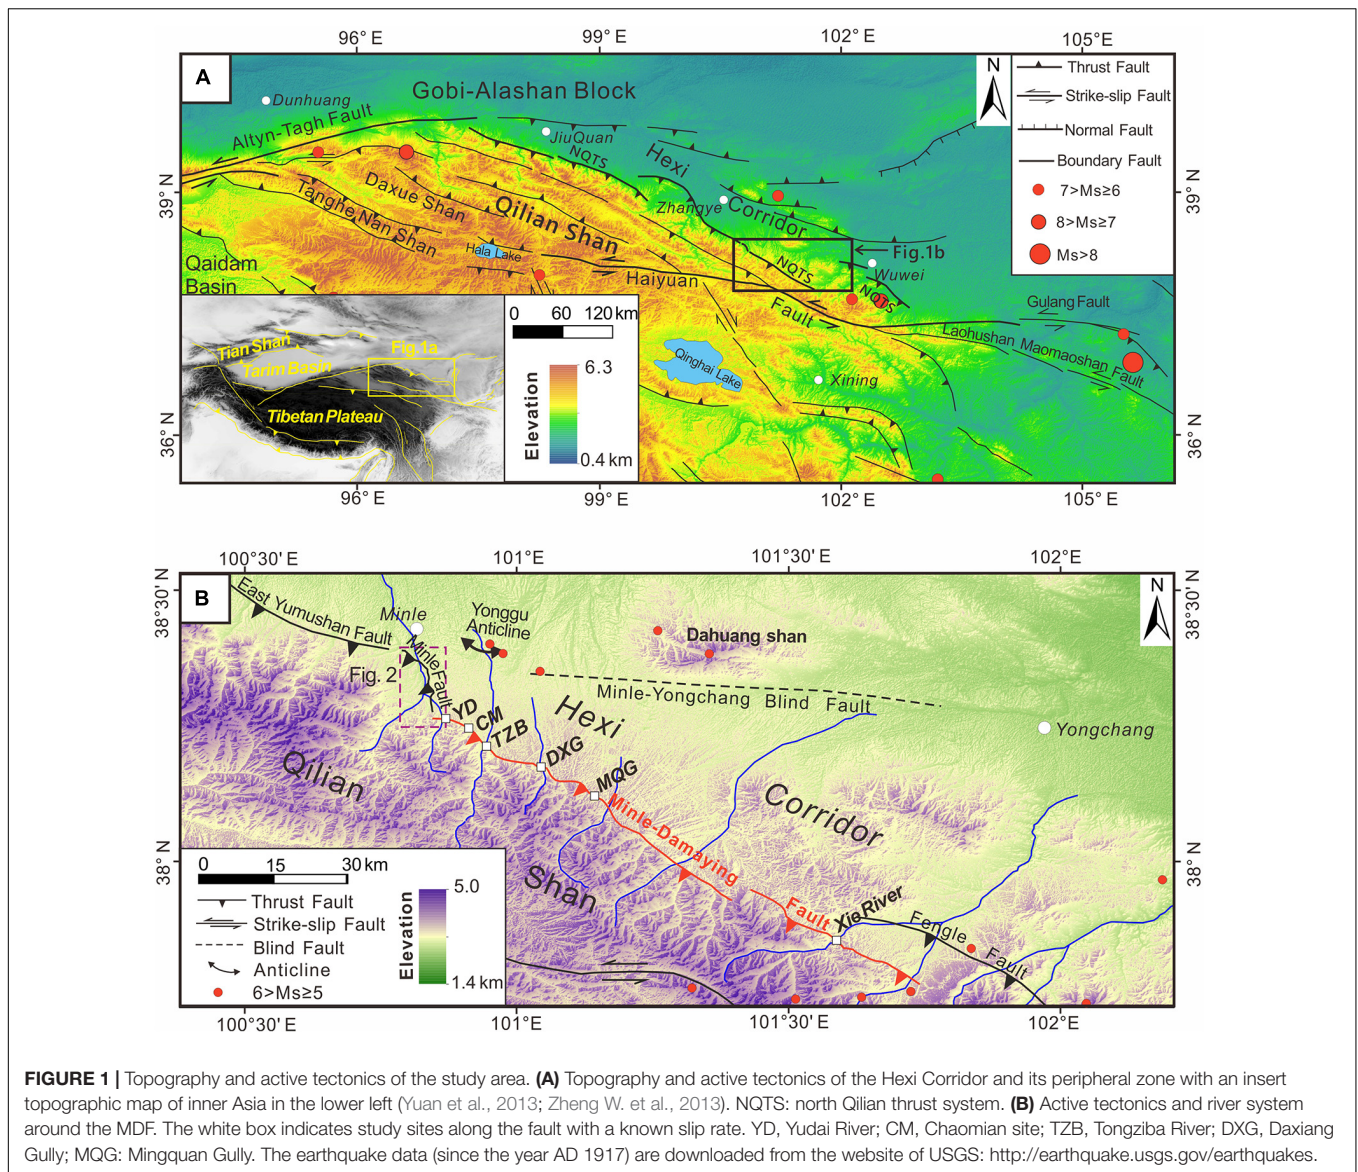 96° E
99° E
102° E
105°E
A
N
Thrust Fault
Strike-slip Fault
Normal Fault
Boundary Fault
7>Ms≥6
8>Ms≥7
Ms>8
Gobi-Alashan Block
Dunhuang
Altyn-Tagh Fault
JiuQuan
NQTS
Hexi
Corridor
39° N
39° N
Daxue Shan
Tanghe Nan Shan
Qilian Shan
Zhangye
Hala Lake
Fig.1b
NQTS
Wuwei
NQTS
Qaidam
Basin
Haiyuan
Fault
Gulang Fault
Laohushan Maomaoshan Fault
Tian Shan
Tarim Basin
Fig.1a
Tibetan Plateau
0 60 120 km
6.3
Elevation
0.4 km
Qinghai Lake
Xining
36° N
36° N
96° E
99° E
102° E
105° E
100°30' E
101°E
101°30' E
102° E
B
N
38°30' N
38°30' N
East Yumushan Fault
Minle
Yonggu
Anticline
Dahuang shan
Minle Fault
Fig. 2
Minle-Yongchang Blind Fault
YD
CM
TZB
DXG
MQG
Hexi
Corridor
Yongchang
Qilian
Shan
Minle-Damaying
Fault
Xie River
Fengle Fault
38° N
38° N
0 15 30 km
Thrust Fault
Strike-slip Fault
Blind Fault
Anticline
6>Ms≥5
5.0
Elevation
1.4 km
100°30' E
101° E
101°30' E
102° E
FIGURE 1 | Topography and active tectonics of the study area. (A) Topography and active tectonics of the Hexi Corridor and its peripheral zone with an insert
topographic map of inner Asia in the lower left (Yuan et al., 2013; Zheng W. et al., 2013). NQTS: north Qilian thrust system. (B) Active tectonics and river system
around the MDF. The white box indicates study sites along the fault with a known slip rate. YD, Yudai River; CM, Chaomian site; TZB, Tongziba River; DXG, Daxiang
Gully; MQG: Mingquan Gully. The earthquake data (since the year AD 1917) are downloaded from the website of USGS: http://earthquake.usgs.gov/earthquakes.